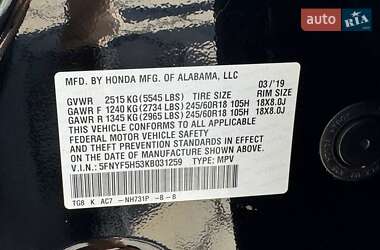 auto RIA.com
MFD. BY HONDA MFG. OF ALABAMA, LLC
03/'19
GVWR 2515 KG (5545 LBS) TIRE SIZE RIM SIZE
GAWR F 1240 KG (2734 LBS) 245/60R18 105H 18X8.0J
GAWR R 1345 KG (2965 LBS) 245/60R18 105H 18X8.0J
THIS VEHICLE CONFORMS TO ALL APPLICABLE
FEDERAL MOTOR VEHICLE SAFETY AND THEFT
PREVENTION STANDARDS IN EFFECT ON THE DATE
OF MANUFACTURE SHOWN ABOVE.
V.I.N.: 5FNYF5H53KB031259 TYPE: MPV
TG8 K AC7 -NH731P -B -B